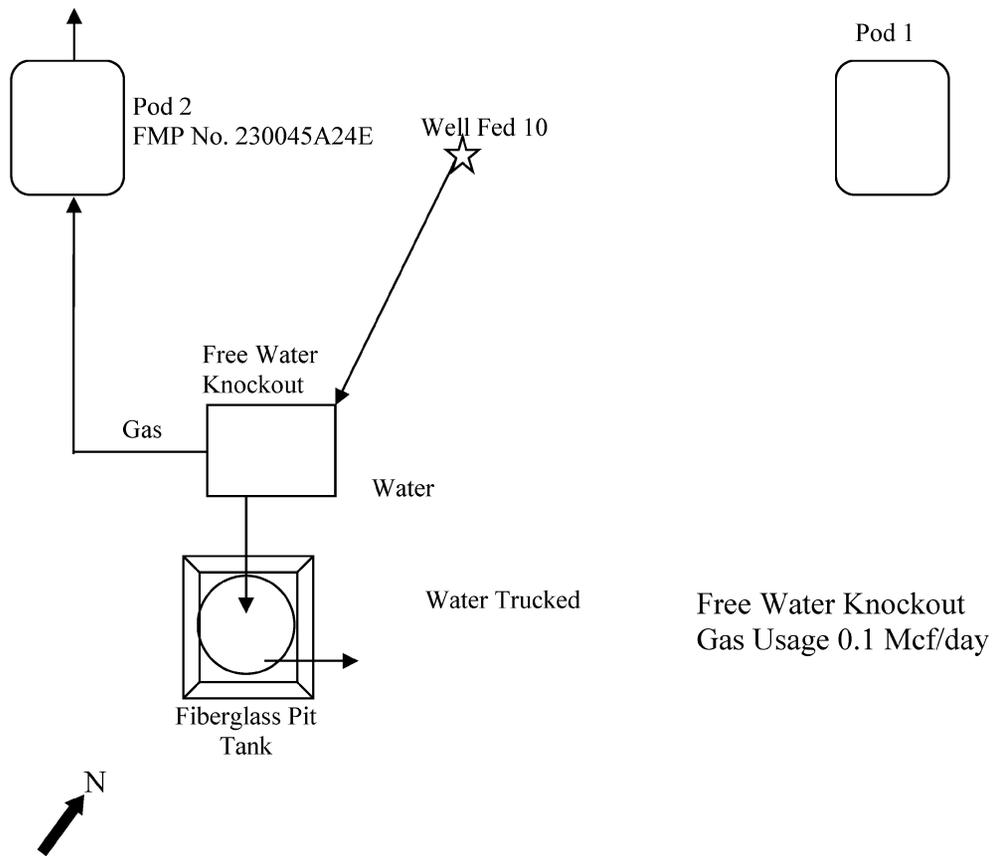 Pod 1
Pod 2
FMP No. 230045A24E
Well Fed 10
Free Water
Knockout
Gas
Water
Water Trucked
Free Water Knockout
Gas Usage 0.1 Mcf/day
Fiberglass Pit
Tank
N